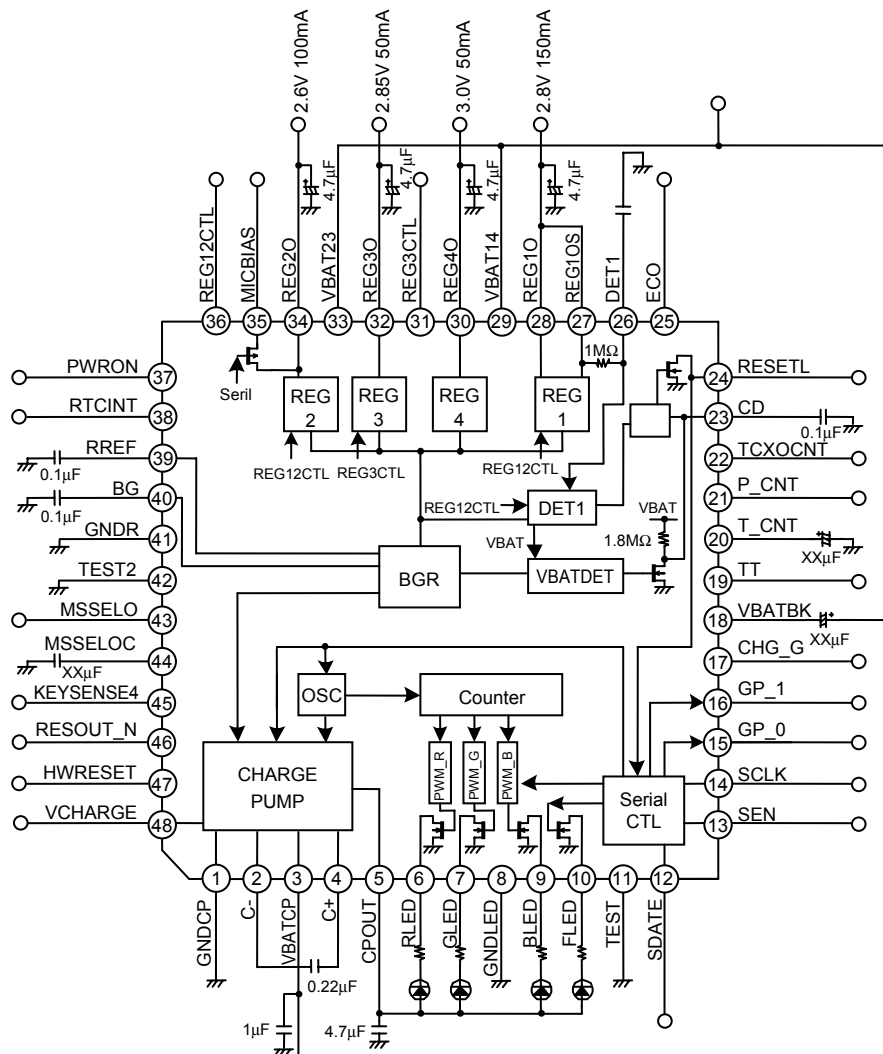 2.6V 100mA
2.85V 50mA
3.0V 50mA
2.8V 150mA
4.7μF
4.7μF
4.7μF
4.7μF
REG12CTL
MICBIAS
REG2O
VBAT23
REG3O
REG3CTL
REG4O
VBAT14
REG1O
REG1OS
DET1
ECO
36
35
34
33
32
31
30
29
28
27
26
25
PWRON
37
RTCINT
38
RREF
39
0.1μF
BG
40
0.1μF
GNDR
41
TEST2
42
MSSELO
43
MSSELOC
44
XXμF
KEYSENSE4
45
RESOUT_N
46
HWRESET
47
VCHARGE
48
Seril
REG 2
REG 3
REG 4
REG 1
1MΩ
REG12CTL
REG3CTL
REG12CTL
REG12CTL
DET1
VBAT
VBAT
1.8MΩ
BGR
VBATDET
OSC
Counter
PWM_R
PWM_G
PWM_B
CHARGE PUMP
Serial CTL
24
RESETL
23
CD
0.1μF
22
TCXOCNT
21
P_CNT
20
T_CNT
XXμF
19
TT
18
VBATBK
XXμF
17
CHG_G
16
GP_1
15
GP_0
14
SCLK
13
SEN
1
2
3
4
5
6
7
8
9
10
11
12
GNDCP
C-
VBATCP
C+
CPOUT
RLED
GLED
GNDLED
BLED
FLED
TEST
SDATE
0.22μF
1μF
4.7μF